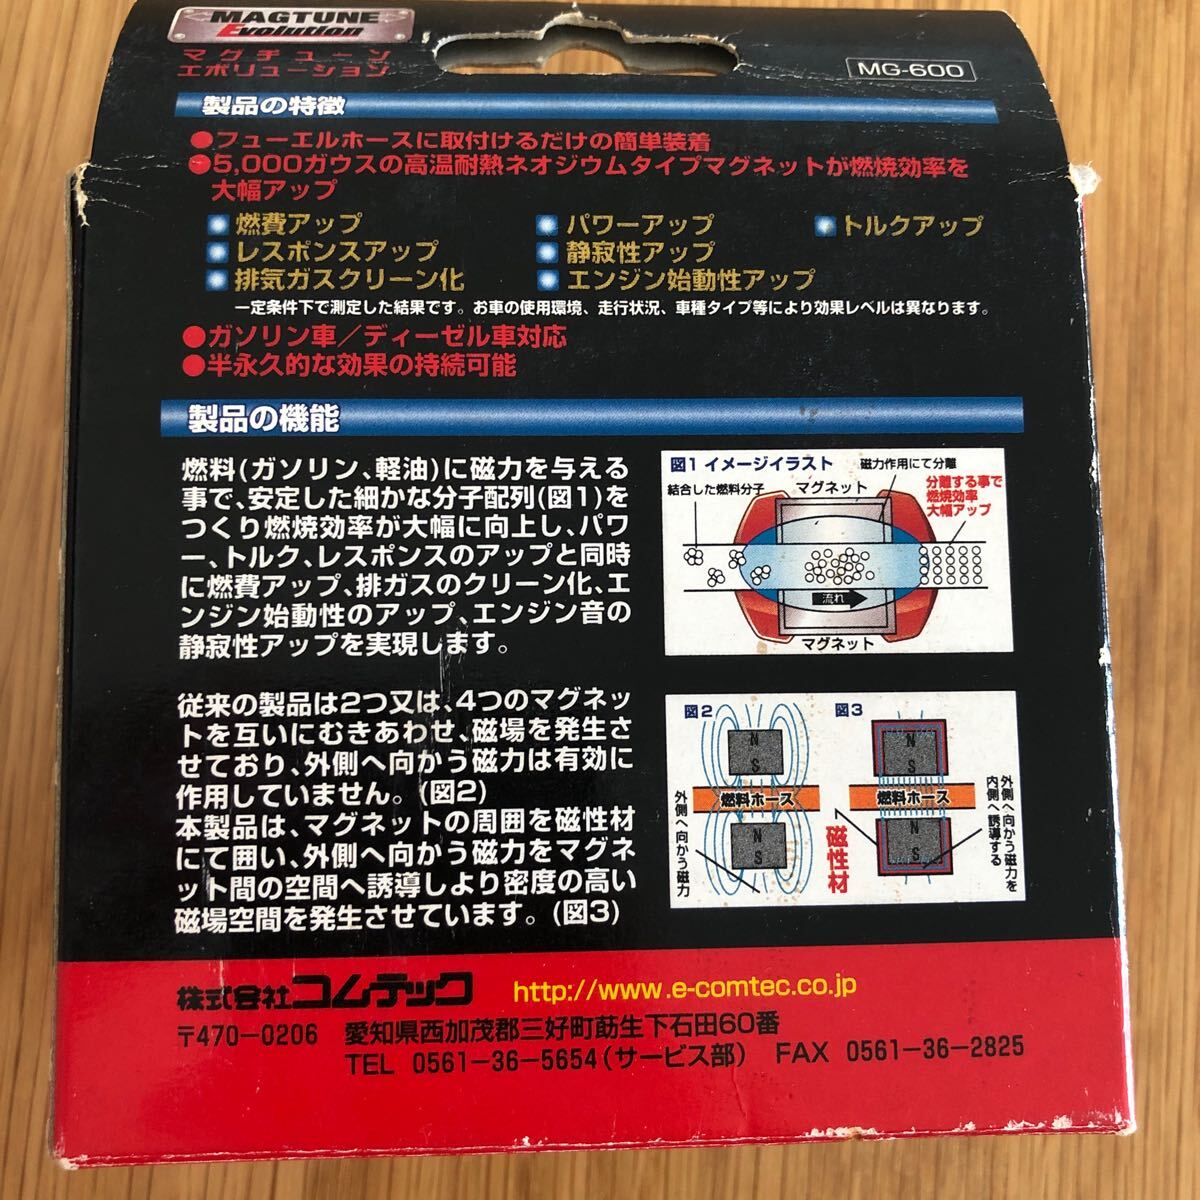 MAGTUNE
Evolution
マグチューン
エボリューション
MG-600
製品の特徴
●フューエルホースに取付けるだけの簡単装着
●5,000ガウスの高温耐熱ネオジウムタイプマグネットが燃焼効率を
大幅アップ
燃費アップ
パワーアップ
トルクアップ
レスポンスアップ
静寂性アップ
排気ガスクリーン化
エンジン始動性アップ
一定条件下で測定した結果です。お車の使用環境、走行状況、車種タイプ等により効果レベルは異なります。
●ガソリン車／ディーゼル車対応
●半永久的な効果の持続可能
製品の機能
燃料(ガソリン、軽油)に磁力を与える
事で、安定した細かな分子配列(図1)を
つくり燃焼効率が大幅に向上し、パワ
ー、トルク、レスポンスのアップと同時
に燃費アップ、排ガスのクリーン化、エ
ンジン始動性のアップ、エンジン音の
静寂性アップを実現します。
図1 イメージイラスト
磁力作用にて分離
結合した燃料分子
マグネット
分離する事で
燃焼効率
大幅アップ
流れ
マグネット
従来の製品は2つ又は、4つのマグネッ
トを互いにむきあわせ、磁場を発生さ
せており、外側へ向かう磁力は有効に
作用していません。(図2)
本製品は、マグネットの周囲を磁性材
にて囲い、外側へ向かう磁力をマグネ
ット間の空間へ誘導しより密度の高い
磁場空間を発生させています。(図3)
図2
N
S
燃料ホース
N
S
外側へ向かう磁力
図3
N
S
燃料ホース
N
S
磁性材
外側へ向かう磁力を
内側へ誘導する
株式会社コムテック
http://www.e-comtec.co.jp
〒470-0206 愛知県西加茂郡三好町莇生下石田60番
TEL 0561-36-5654(サービス部) FAX 0561-36-2825